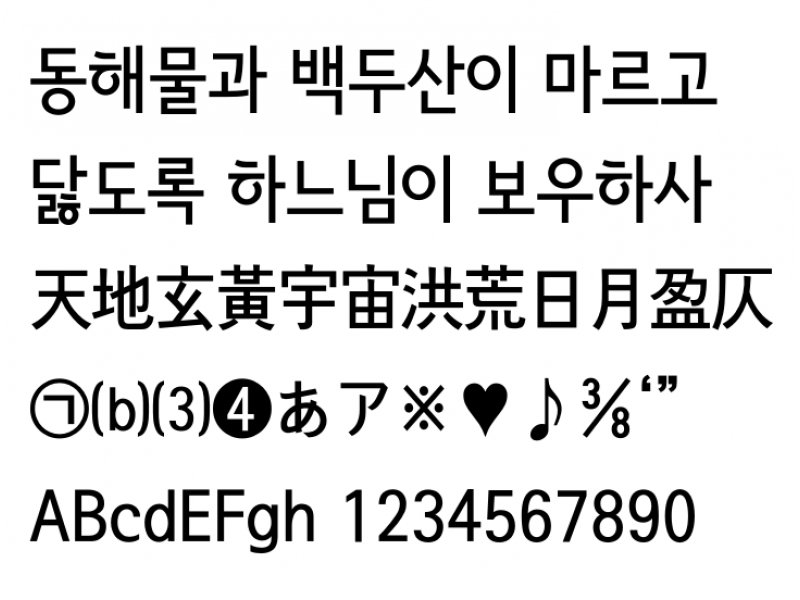 동해물과 백두산이 마르고
닳도록 하느님이 보우하사
天地玄黃宇宙洪荒日月盈仄
㉠⒝⑶❹あア※♥♪⅜‘”
ABcdEFgh 1234567890